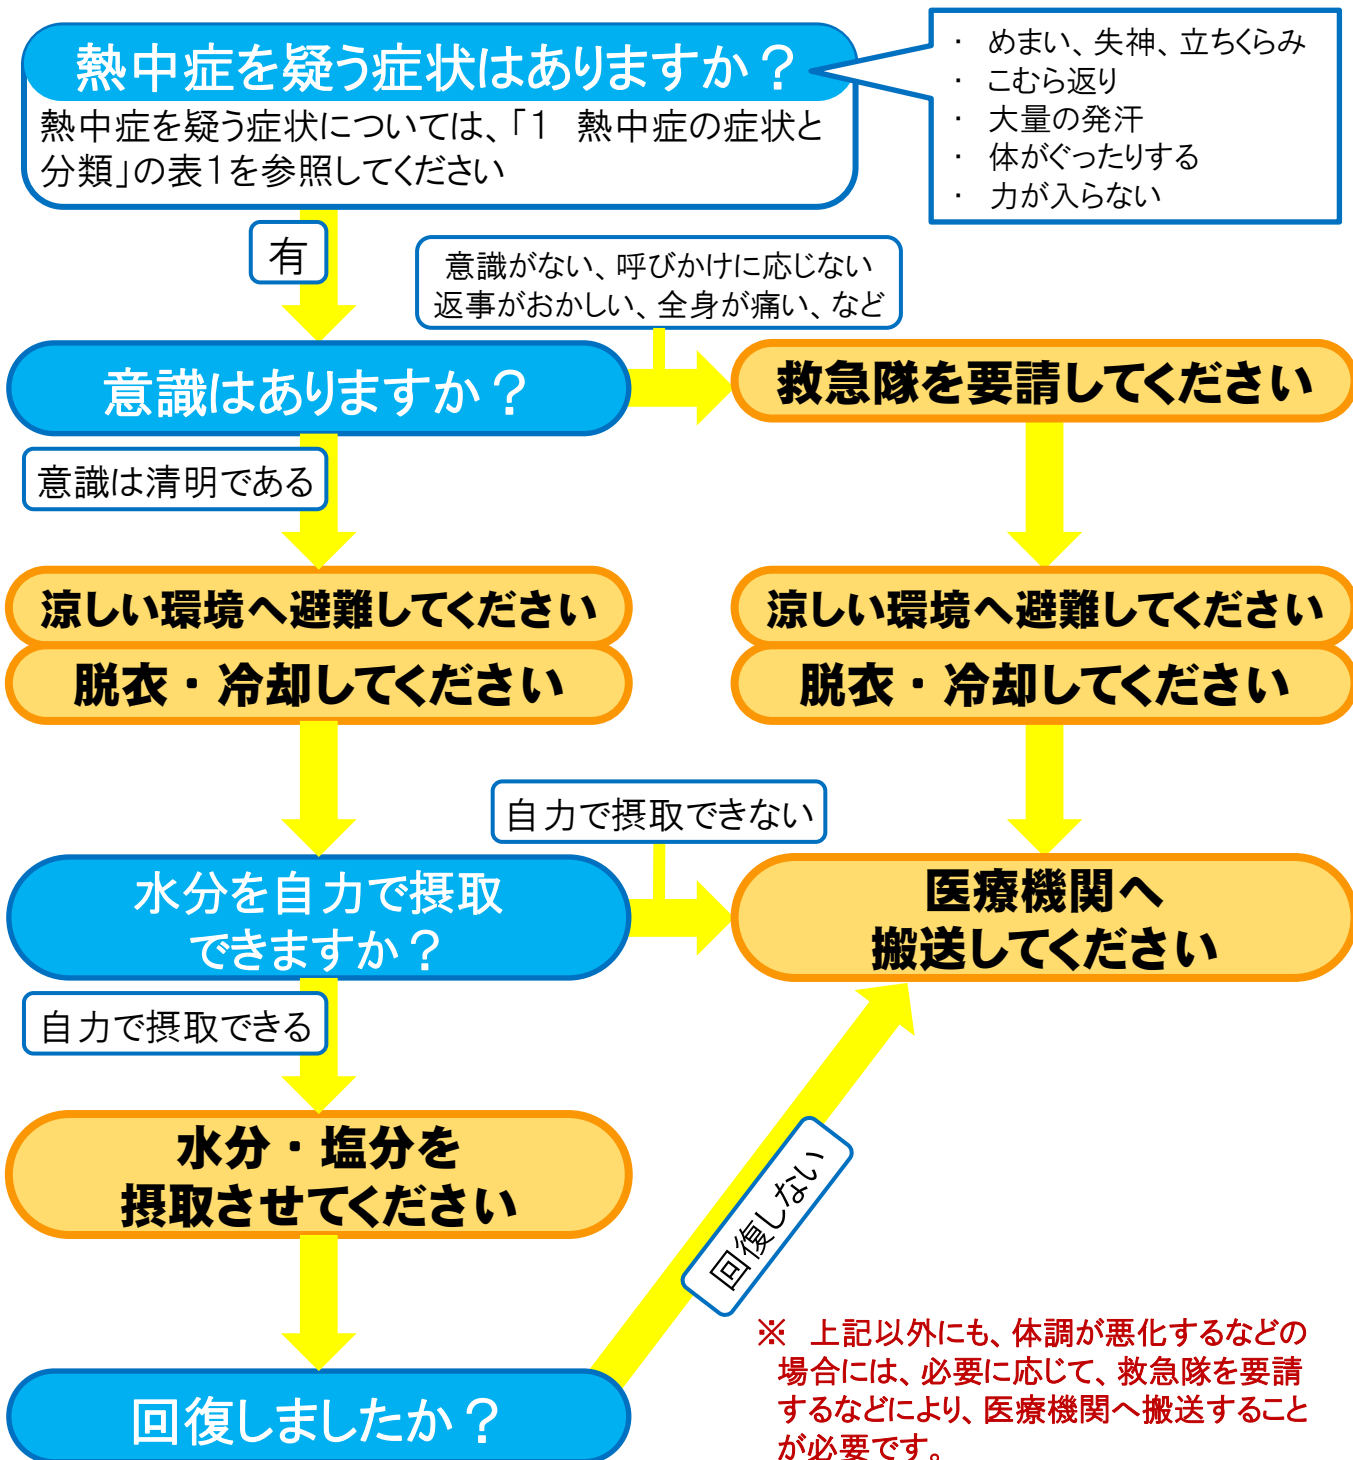 熱中症を疑う症状はありますか？
熱中症を疑う症状については、「１　熱中症の症状と
分類」の表１を参照してください
・　めまい、失神、立ちくらみ
・　こむら返り
・　大量の発汗
・　体がぐったりする
・　力が入らない
有
意識がない、呼びかけに応じない
返事がおかしい、全身が痛い、など
意識はありますか？
救急隊を要請してください
意識は清明である
涼しい環境へ避難してください
脱衣・冷却してください
涼しい環境へ避難してください
脱衣・冷却してください
自力で摂取できない
水分を自力で摂取
できますか？
医療機関へ
搬送してください
自力で摂取できる
水分・塩分を
摂取させてください
回復しない
回復しましたか？
※　上記以外にも、体調が悪化するなどの
場合には、必要に応じて、救急隊を要請
するなどにより、医療機関へ搬送すること
が必要です。